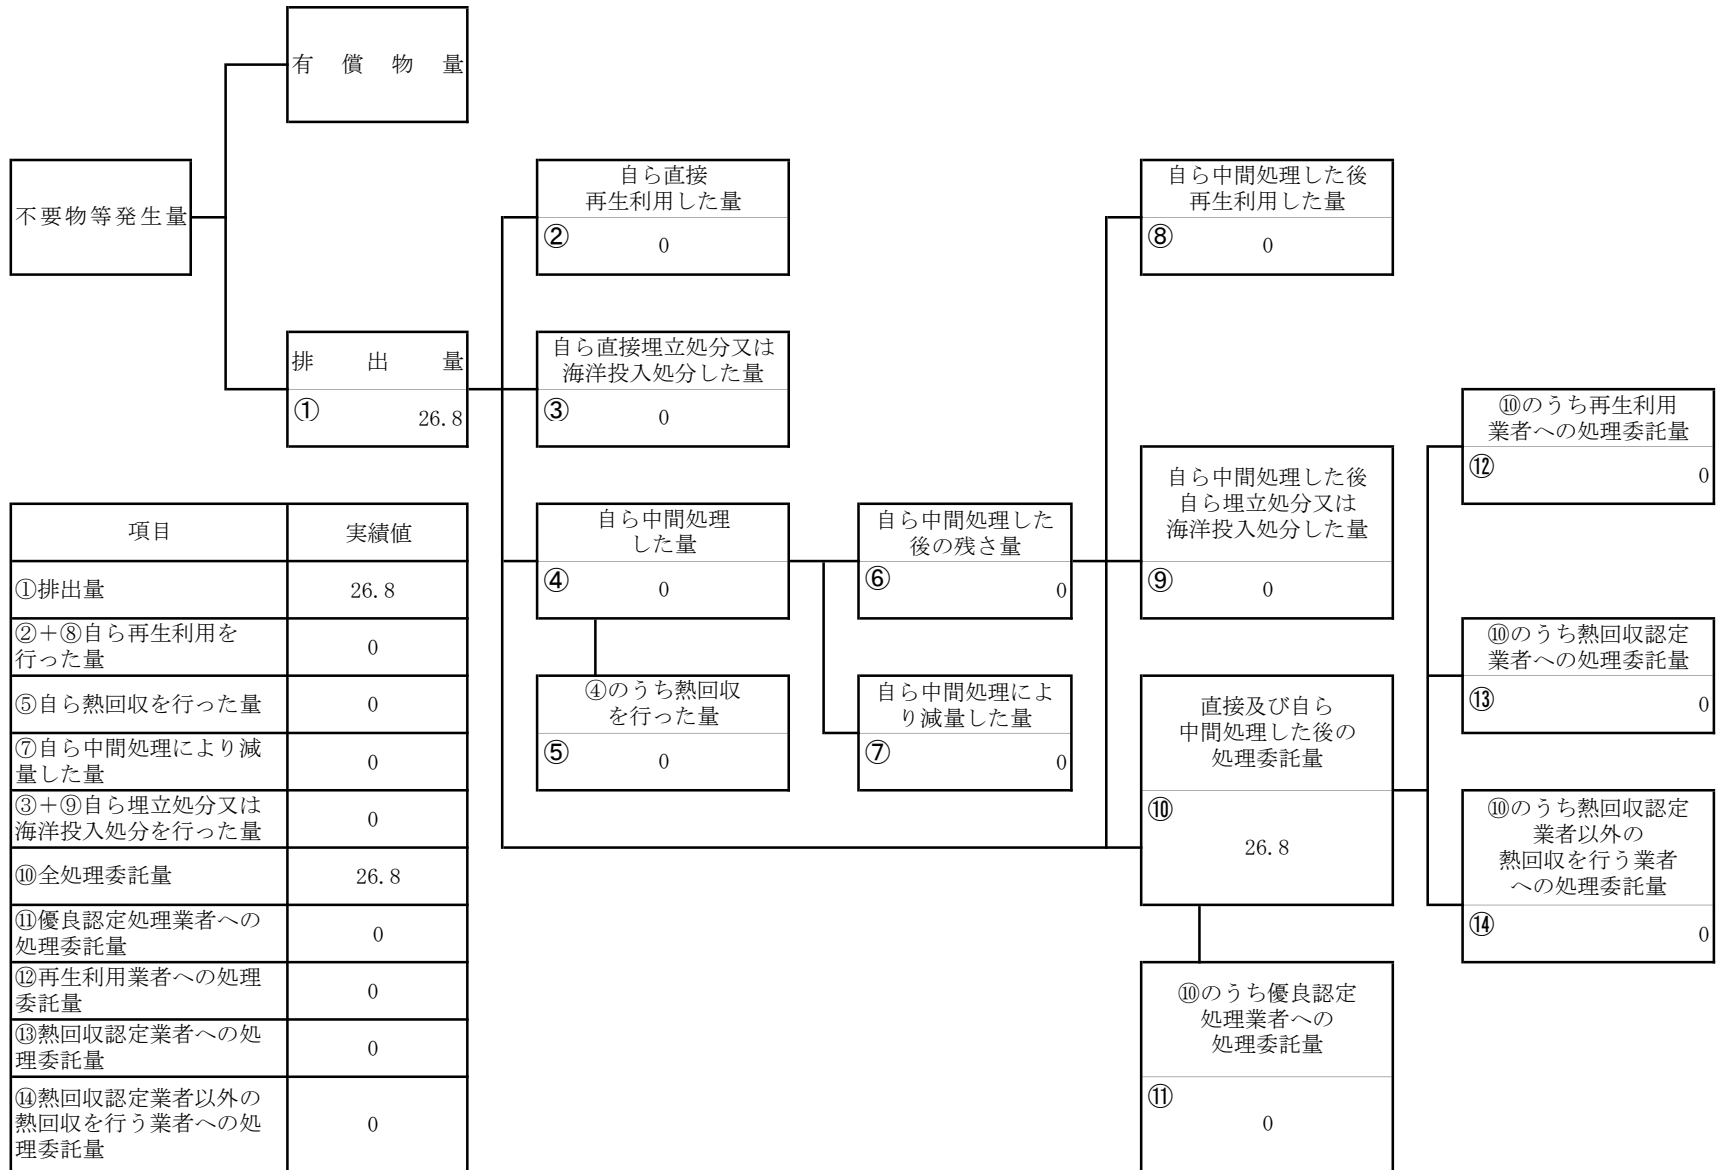 有償物量
不要物等発生量
排出量
①
26.8
自ら直接
再生利用した量
②
0
自ら直接埋立処分又は
海洋投入処分した量
③
0
自ら中間処理
した量
④
0
④のうち熱回収
を行った量
⑤
0
自ら中間処理した
後の残さ量
⑥
0
自ら中間処理によ
り減量した量
⑦
0
自ら中間処理した後
再生利用した量
⑧
0
自ら中間処理した後
自ら埋立処分又は
海洋投入処分した量
⑨
0
直接及び自ら
中間処理した後の
処理委託量
⑩
26.8
⑩のうち優良認定
処理業者への
処理委託量
⑪
0
⑩のうち再生利用
業者への処理委託量
⑫
0
⑩のうち熱回収認定
業者への処理委託量
⑬
0
⑩のうち熱回収認定
業者以外の
熱回収を行う業者
への処理委託量
⑭
0
項目
実績値
①排出量
26.8
②+⑧自ら再生利用を
行った量
0
⑤自ら熱回収を行った量
0
⑦自ら中間処理により減
量した量
0
③+⑨自ら埋立処分又は
海洋投入処分を行った量
0
⑩全処理委託量
26.8
⑪優良認定処理業者への
処理委託量
0
⑫再生利用業者への処理
委託量
0
⑬熱回収認定業者への処
理委託量
0
⑭熱回収認定業者以外の
熱回収を行う業者への処
理委託量
0